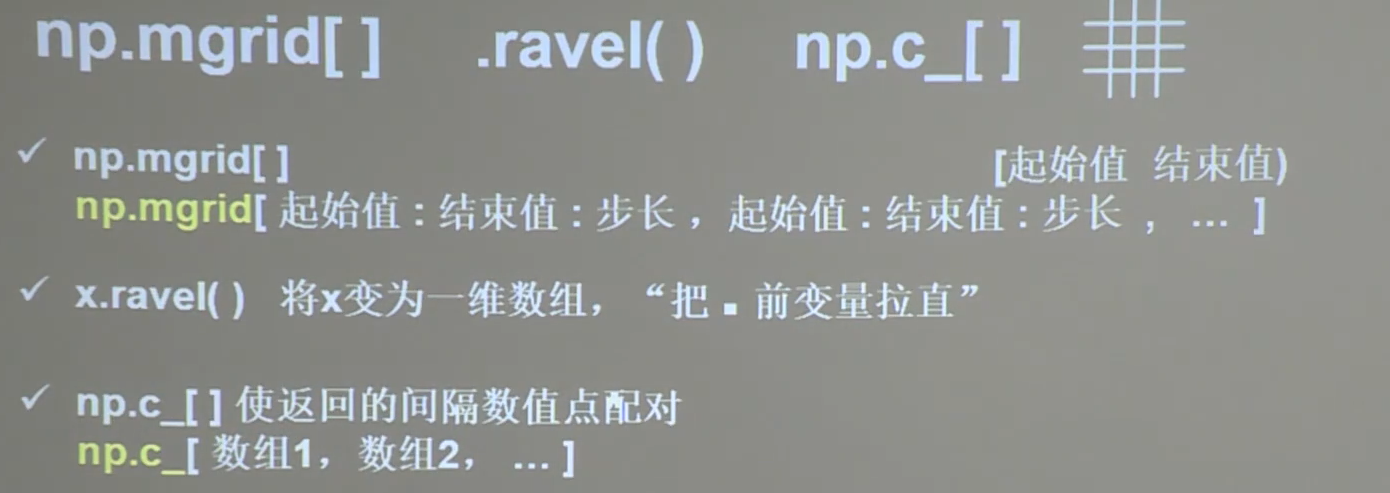 np.mgrid[ ] .ravel( ) np.c_[ ]
✓ np.mgrid[ ] [起始值 结束值)
np.mgrid[ 起始值 : 结束值 : 步长 , 起始值 : 结束值 : 步长 , … ]
✓ x.ravel( ) 将x变为一维数组，“把 . 前变量拉直”
✓ np.c_[ ] 使返回的间隔数值点配对
np.c_[ 数组1，数组2， … ]